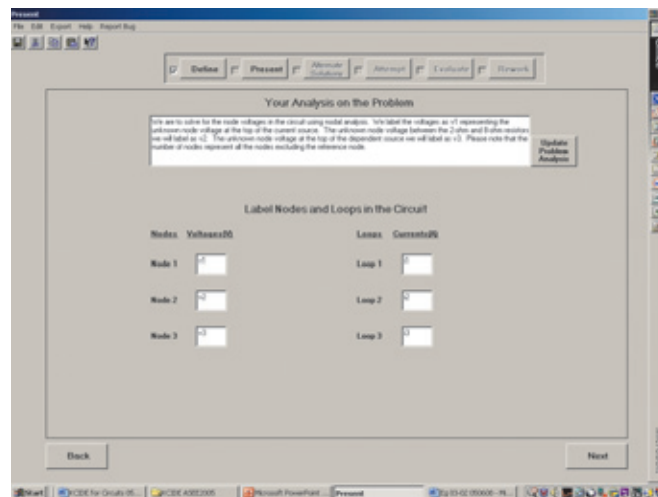 Present
File Edit Export Help Report Bug
Define Present Alternate Solutions Attempt Evaluate Rework
Your Analysis on the Problem
We are to solve for the node voltages in the circuit using nodal analysis. We label the voltages as v1 representing the
unknown node voltage at the top of the current source. The unknown node voltage between the 2 ohm and 8 ohm resistors
we will label as v2. The unknown node voltage at the top of the dependent source we will label as v3. Please note that the
number of nodes represent all the nodes excluding the reference node.
Update
Problem
Analysis
Label Nodes and Loops in the Circuit
Nodes Voltages(V) Loops Currents(A)
Node 1 v1 Loop 1
Node 2 v2 Loop 2
Node 3 v3 Loop 3
Back Next
Start KCIDE for Circuits 05... KCIDE ASEE2005 Microsoft PowerPoint ... Present